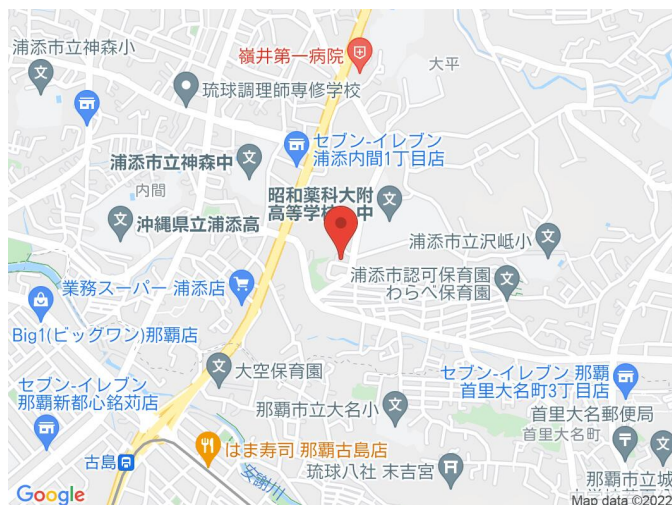 浦添市立神森小
嶺井第一病院
大平
琉球調理師専修学校
セブン-イレブン
浦添内間1丁目店
浦添市立神森中
内間
昭和薬科大附
高等学校・中
沖縄県立浦添高
浦添市立沢岻小
業務スーパー 浦添店
浦添市認可保育園
わらべ保育園
Big1(ビッグワン)那覇店
大空保育園
セブン-イレブン 那覇
首里大名町3丁目店
セブン-イレブン
那覇新都心銘苅店
那覇市立大名小
首里大名郵便局
首里大名町
はま寿司 那覇古島店
古島
安謝川
琉球八社 末吉宮
那覇市立城
Google
Map data ©2022